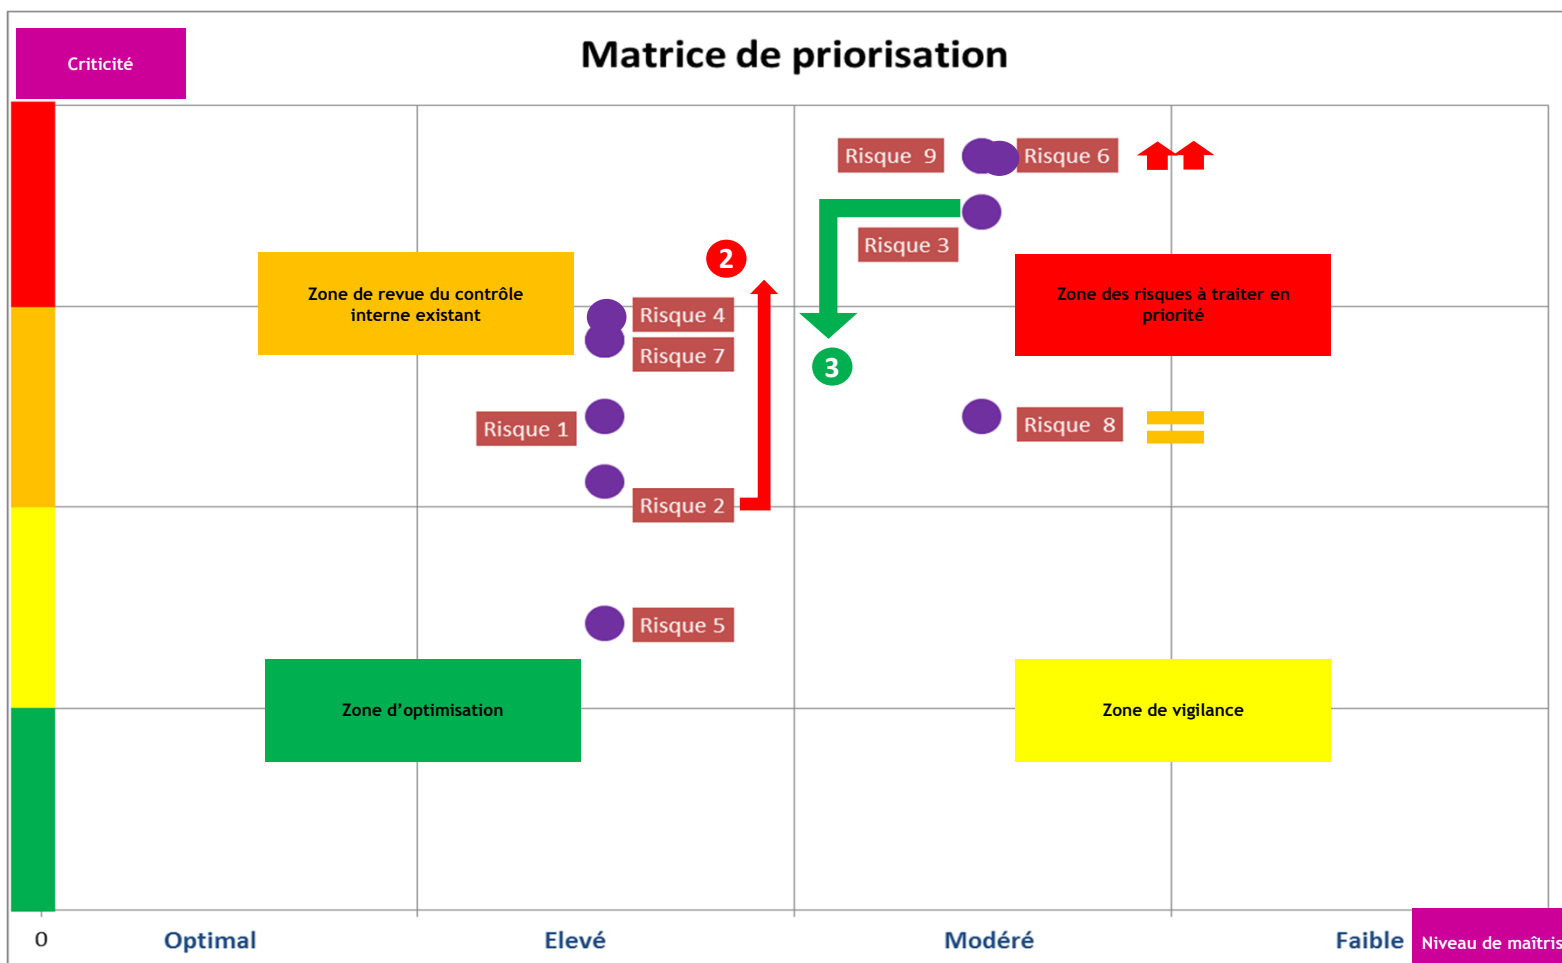 Criticité
Matrice de priorisation
Risque 9
Risque 6
Risque 3
2
Zone de revue du contrôle
interne existant
Zone des risques à traiter en
priorité
Risque 4
Risque 7
3
Risque 1
Risque 8
Risque 2
Risque 5
Zone d’optimisation
Zone de vigilance
0
Optimal
Elevé
Modéré
Faible
Niveau de maîtris